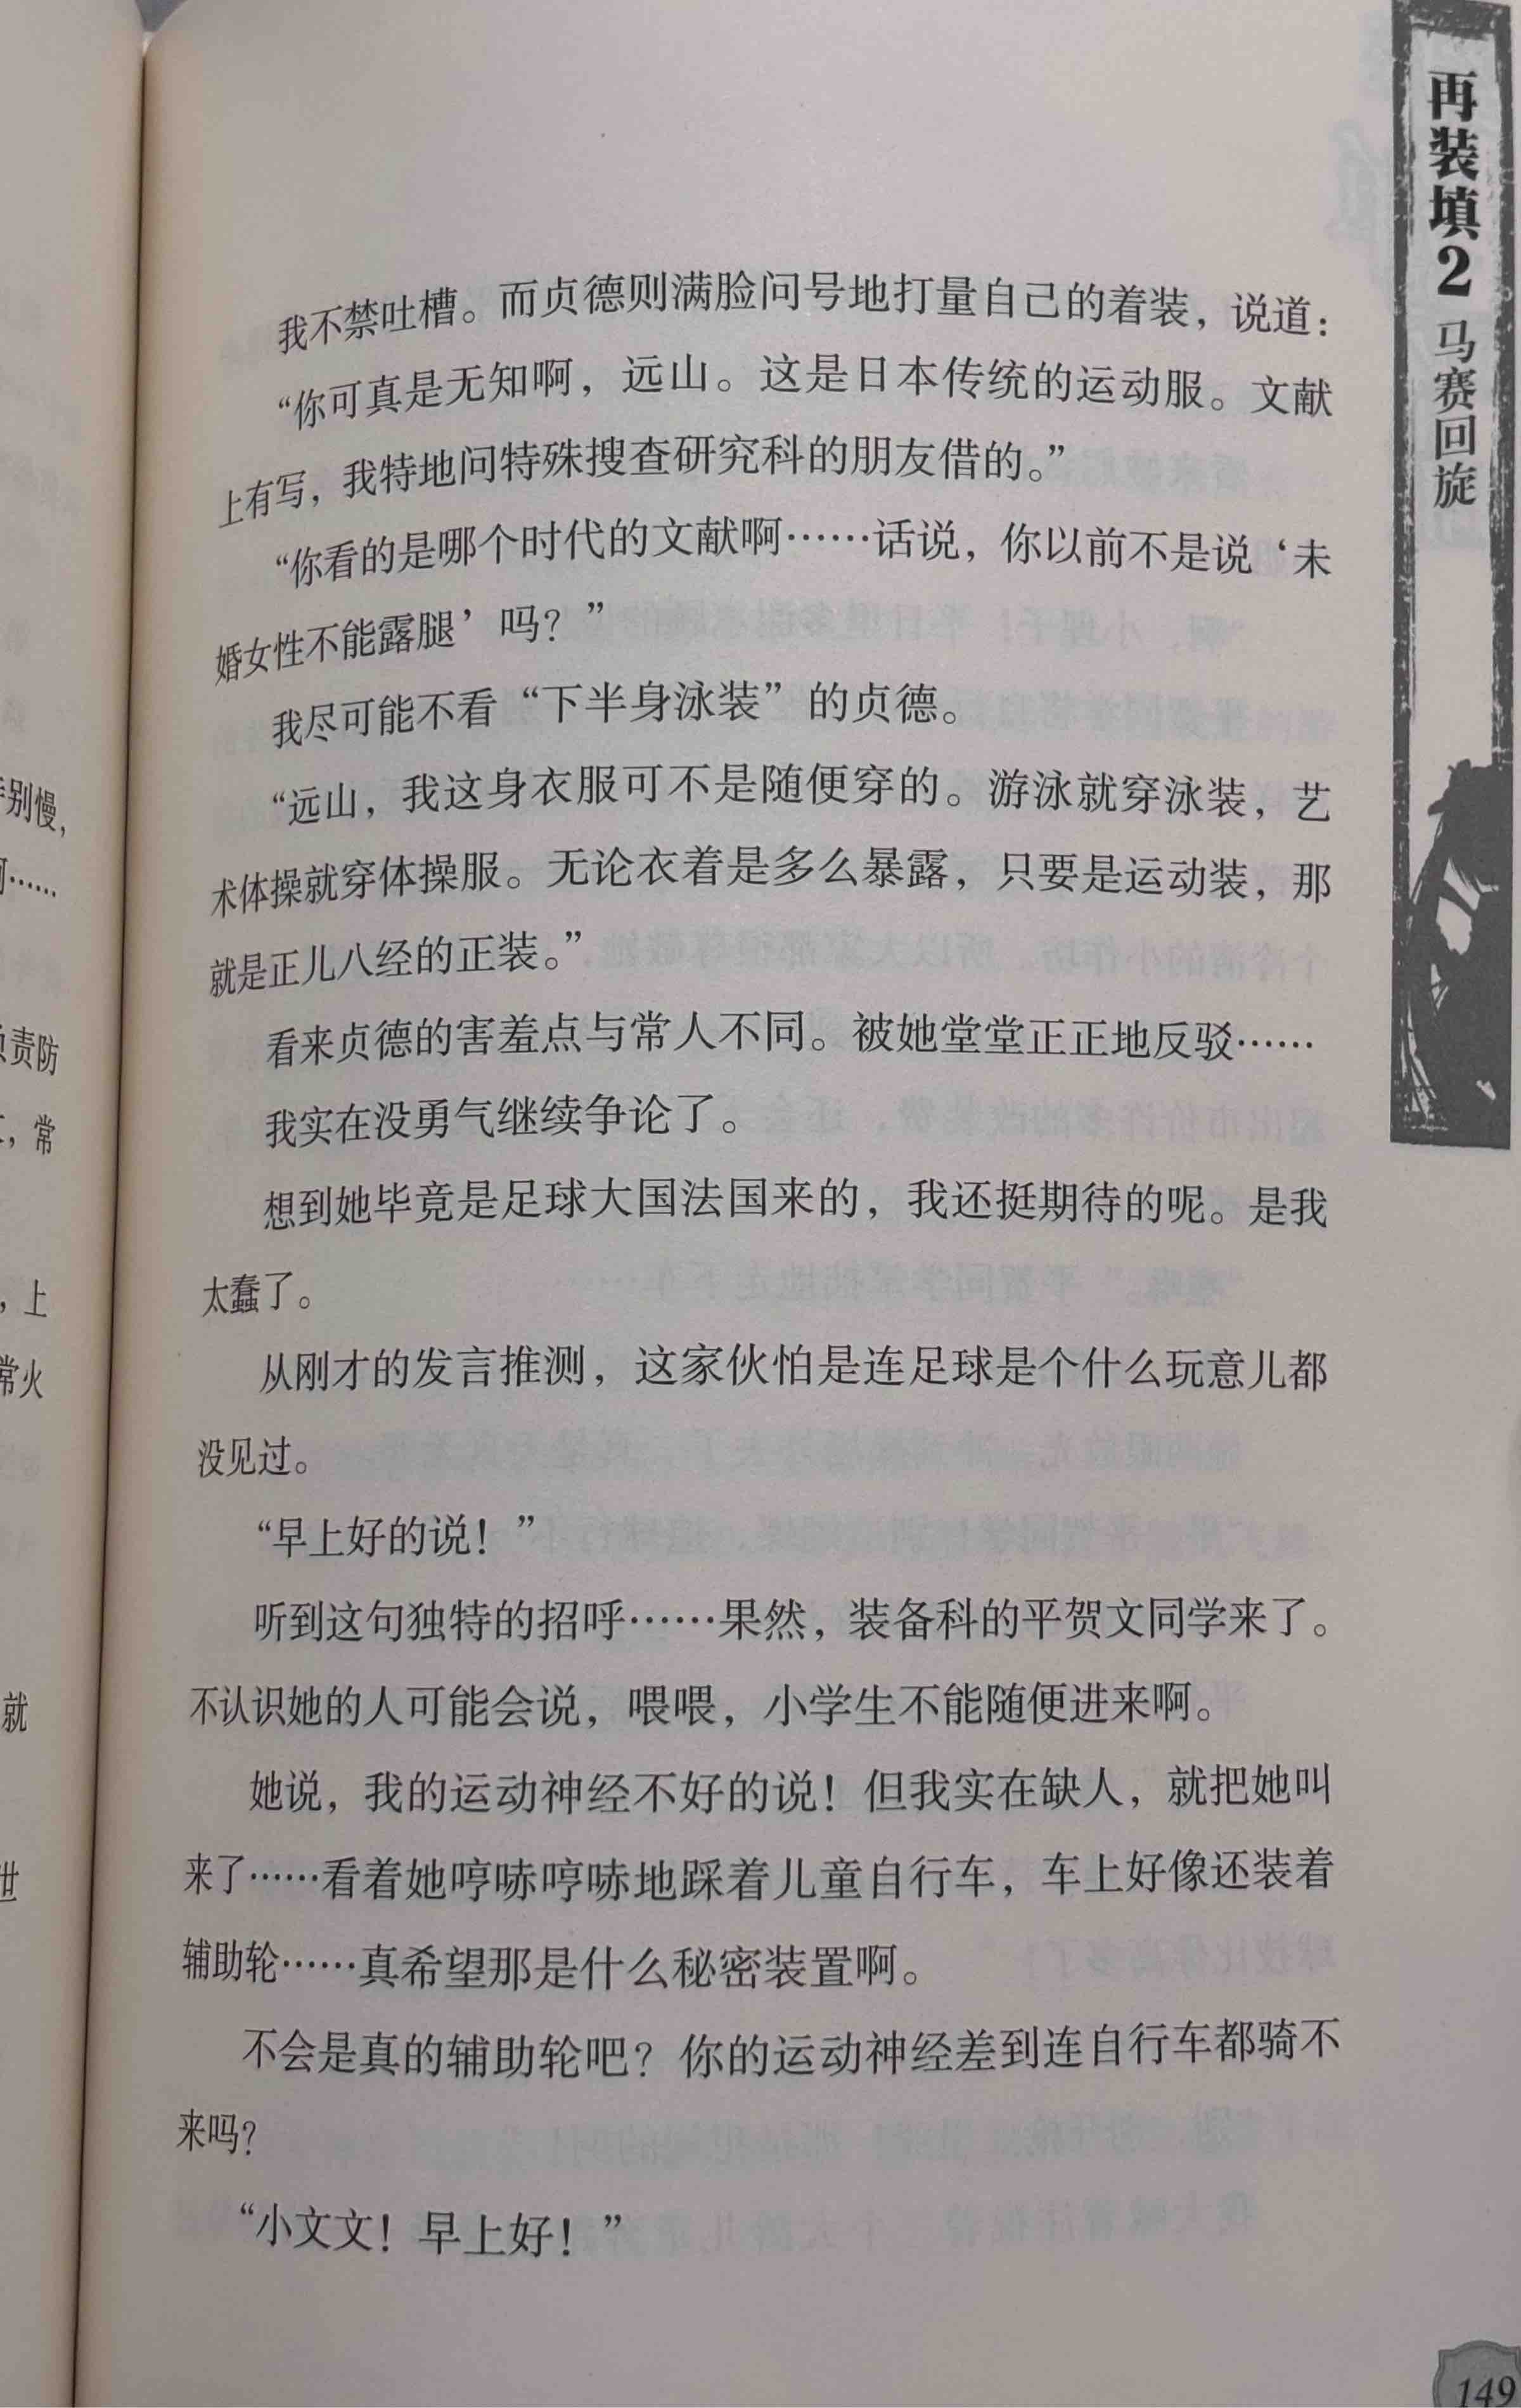 再装填2 马赛回旋
我不禁吐槽。而贞德则满脸问号地打量自己的着装，说道：
“你可真是无知啊，远山。这是日本传统的运动服。文献
上有写，我特地问特殊搜查研究科的朋友借的。”
“你看的是哪个时代的文献啊……话说，你以前不是说‘未
婚女性不能露腿’吗？”
我尽可能不看“下半身泳装”的贞德。
“远山，我这身衣服可不是随便穿的。游泳就穿泳装，艺
术体操就穿体操服。无论衣着是多么暴露，只要是运动装，那
就是正儿八经的正装。”
看来贞德的害羞点与常人不同。被她堂堂正正地反驳……
我实在没勇气继续争论了。
想到她毕竟是足球大国法国来的，我还挺期待的呢。是我
太蠢了。
从刚才的发言推测，这家伙怕是连足球是个什么玩意儿都
没见过。
“早上好的说！”
听到这句独特的招呼……果然，装备科的平贺文同学来了。
不认识她的人可能会说，喂喂，小学生不能随便进来啊。
她说，我的运动神经不好的说！但我实在缺人，就把她叫
来了……看着她哼哧哼哧地踩着儿童自行车，车上好像还装着
辅助轮……真希望那是什么秘密装置啊。
不会是真的辅助轮吧？你的运动神经差到连自行车都骑不
来吗？
“小文文！早上好！”
149
别慢，
……
责防
，常
，上
常火
就
世